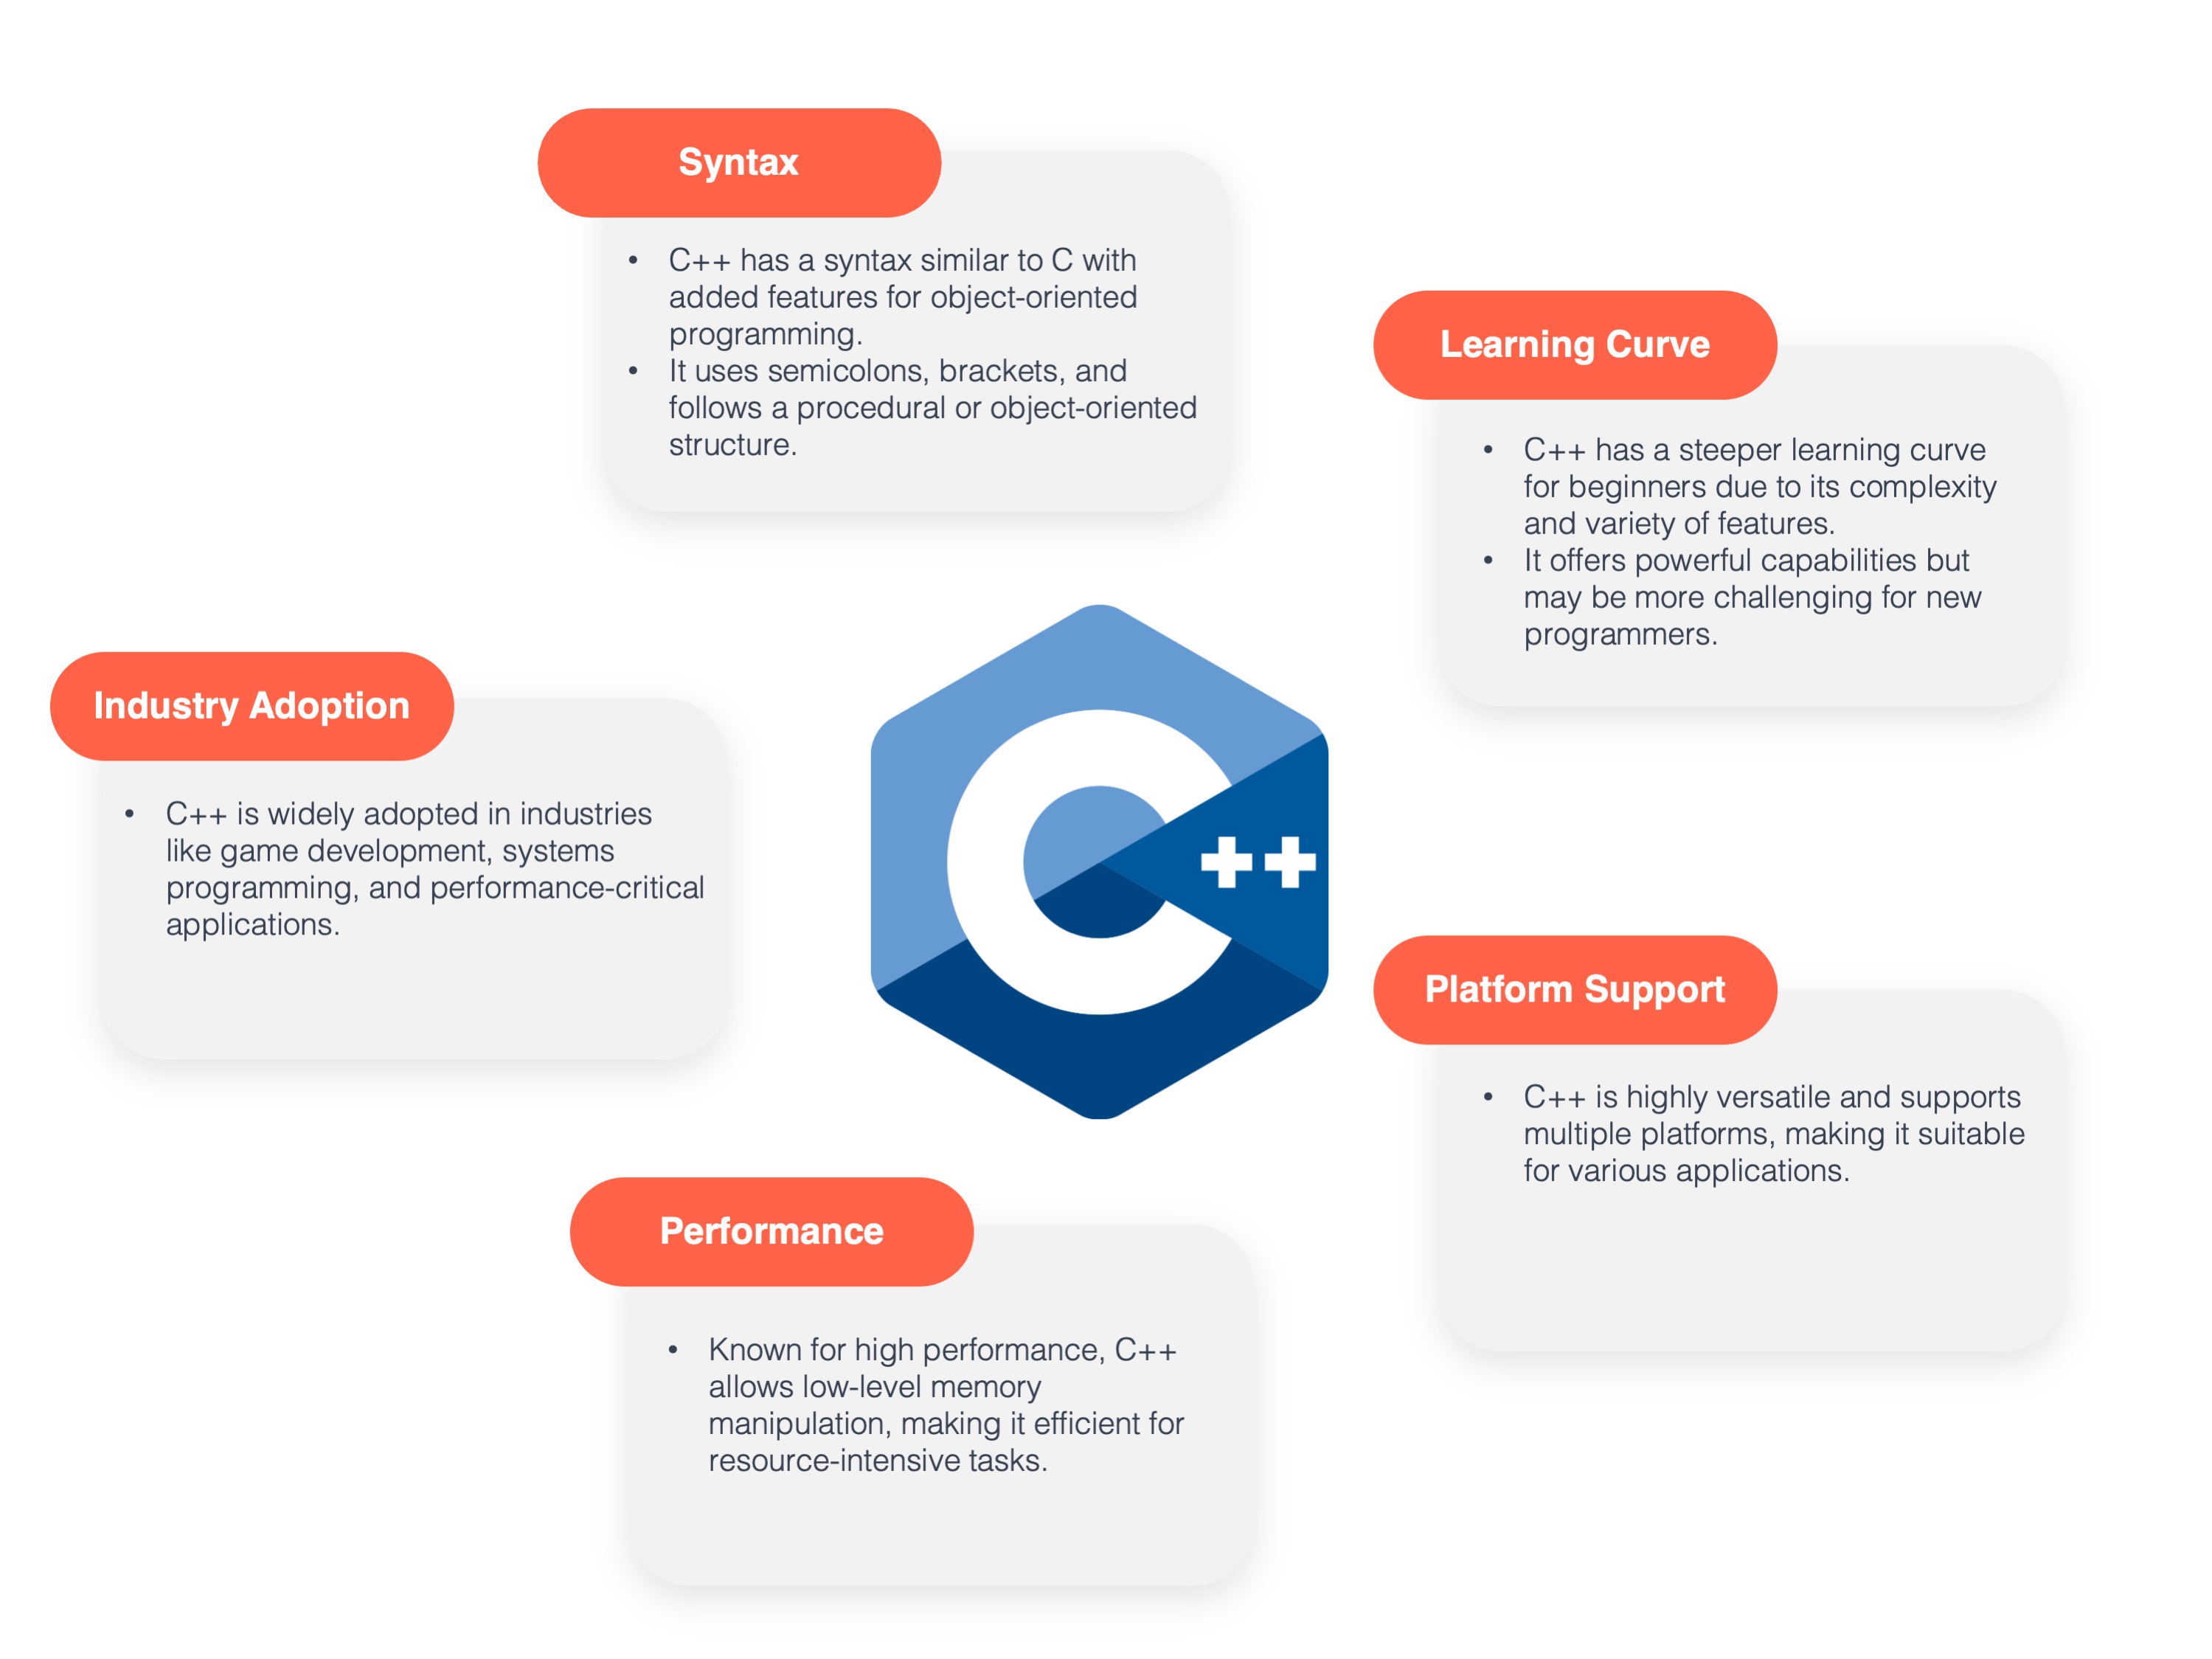 Syntax
• C++ has a syntax similar to C with
added features for object-oriented
programming.
• It uses semicolons, brackets, and
follows a procedural or object-oriented
structure.
Learning Curve
• C++ has a steeper learning curve
for beginners due to its complexity
and variety of features.
• It offers powerful capabilities but
may be more challenging for new
programmers.
Industry Adoption
• C++ is widely adopted in industries
like game development, systems
programming, and performance-critical
applications.
C++
Platform Support
• C++ is highly versatile and supports
multiple platforms, making it suitable
for various applications.
Performance
• Known for high performance, C++
allows low-level memory
manipulation, making it efficient for
resource-intensive tasks.